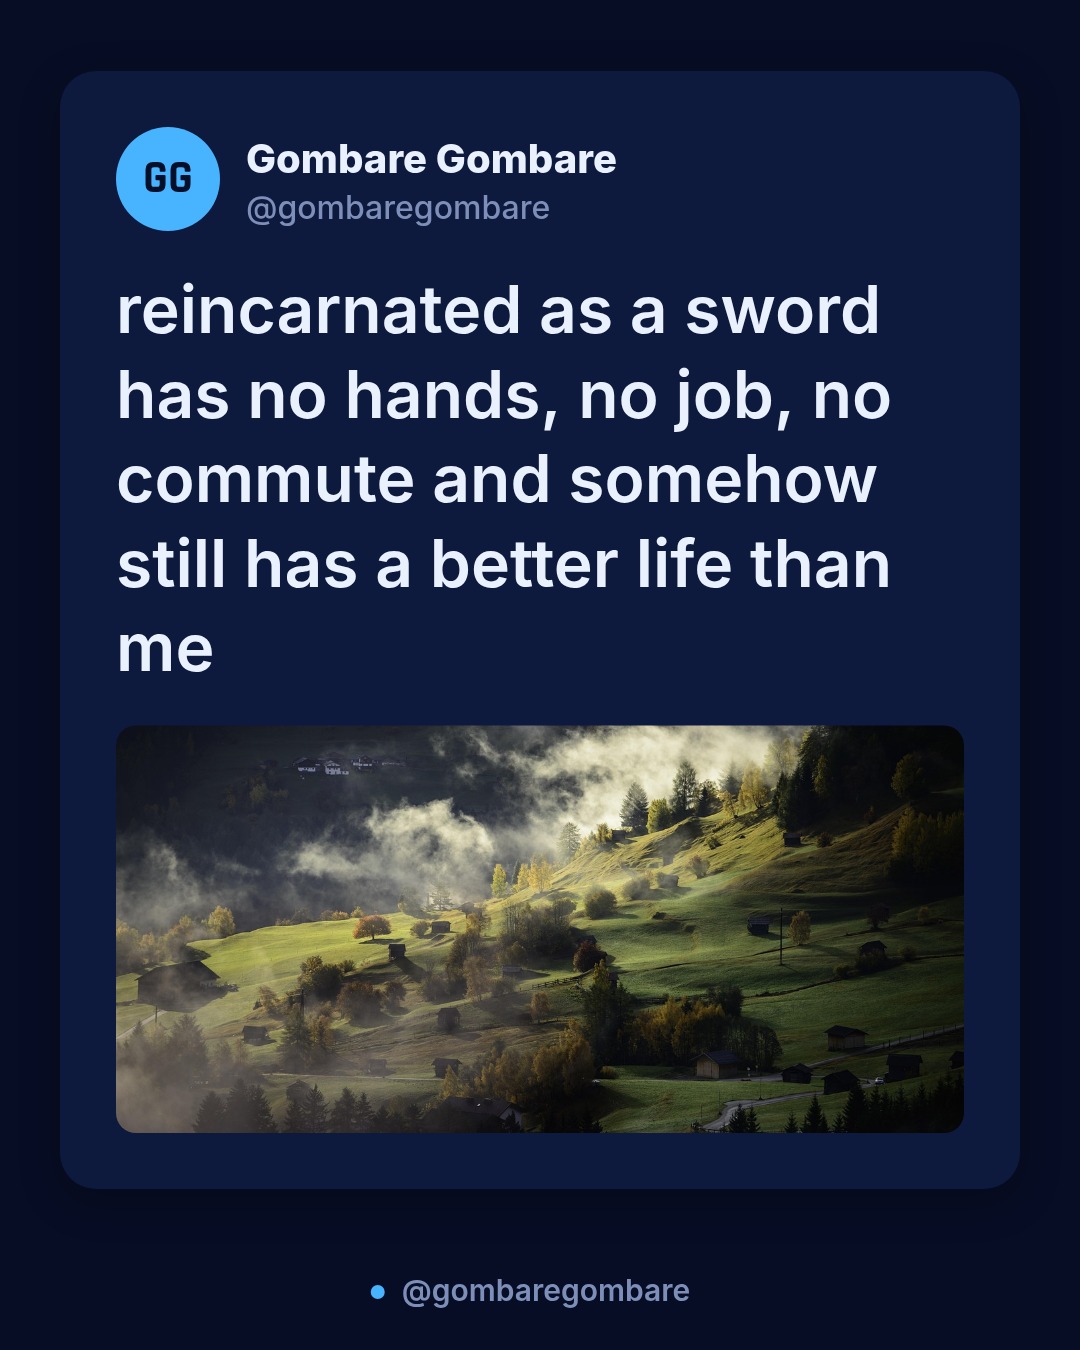 GG
Gombare Gombare
@gombaregombare
reincarnated as a sword
has no hands, no job, no
commute and somehow
still has a better life than
me
@gombaregombare